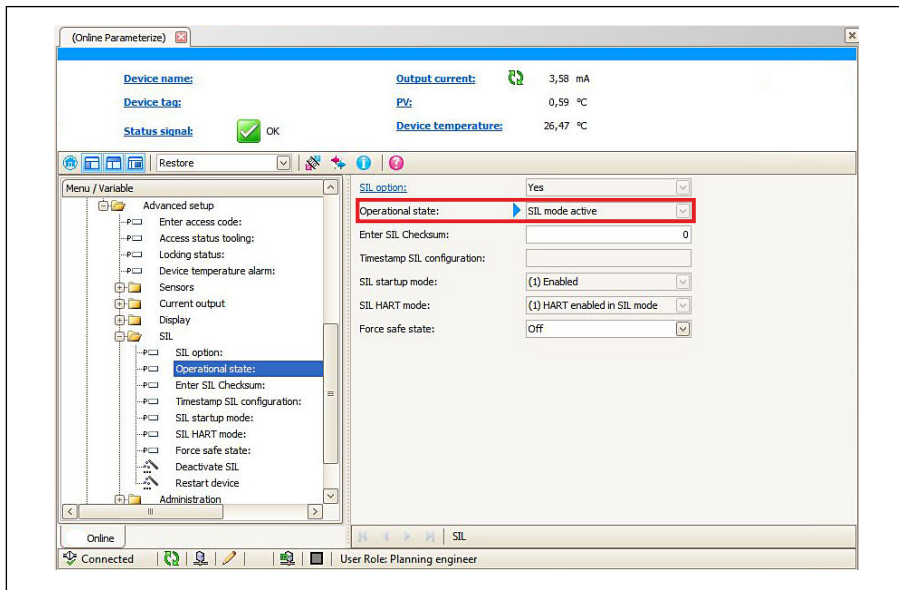 (Online Parameterize)
Device name:
Output current: 3,58 mA
Device tag:
PV: 0,59 °C
Status signal: OK
Device temperature: 26,47 °C
Restore
Menu / Variable
Advanced setup
Enter access code:
Access status tooling:
Locking status:
Device temperature alarm:
Sensors
Current output
Display
SIL
SIL option:
Operational state:
Enter SIL Checksum:
Timestamp SIL configuration:
SIL startup mode:
SIL HART mode:
Force safe state:
Deactivate SIL
Restart device
Administration
SIL option: Yes
Operational state: SIL mode active
Enter SIL Checksum: 0
Timestamp SIL configuration:
SIL startup mode: (1) Enabled
SIL HART mode: (1) HART enabled in SIL mode
Force safe state: Off
Online
SIL
Connected
User Role: Planning engineer